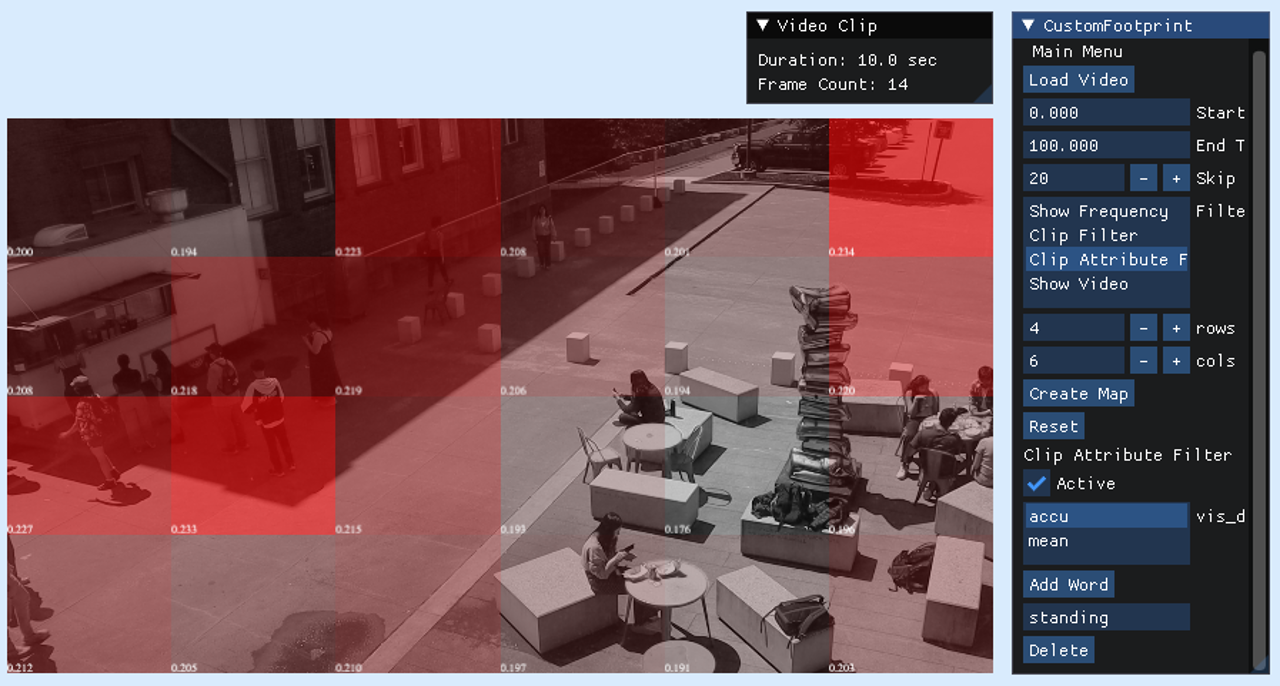 Video Clip
Duration: 10.0 sec
Frame Count: 14
CustomFootprint
Main Menu
Load Video
0.000 Start
100.000 End T
20 - + Skip
Show Frequency Filte
Clip Filter
Clip Attribute F
Show Video
4 - + rows
6 - + cols
Create Map
Reset
Clip Attribute Filter
Active
accu vis_d
mean
Add Word
standing
Delete
0.200 0.194 0.223 0.208 0.201 0.234
0.208 0.218 0.219 0.206 0.194 0.220
0.227 0.233 0.215 0.193 0.176 0.196
0.212 0.205 0.210 0.197 0.191 0.203